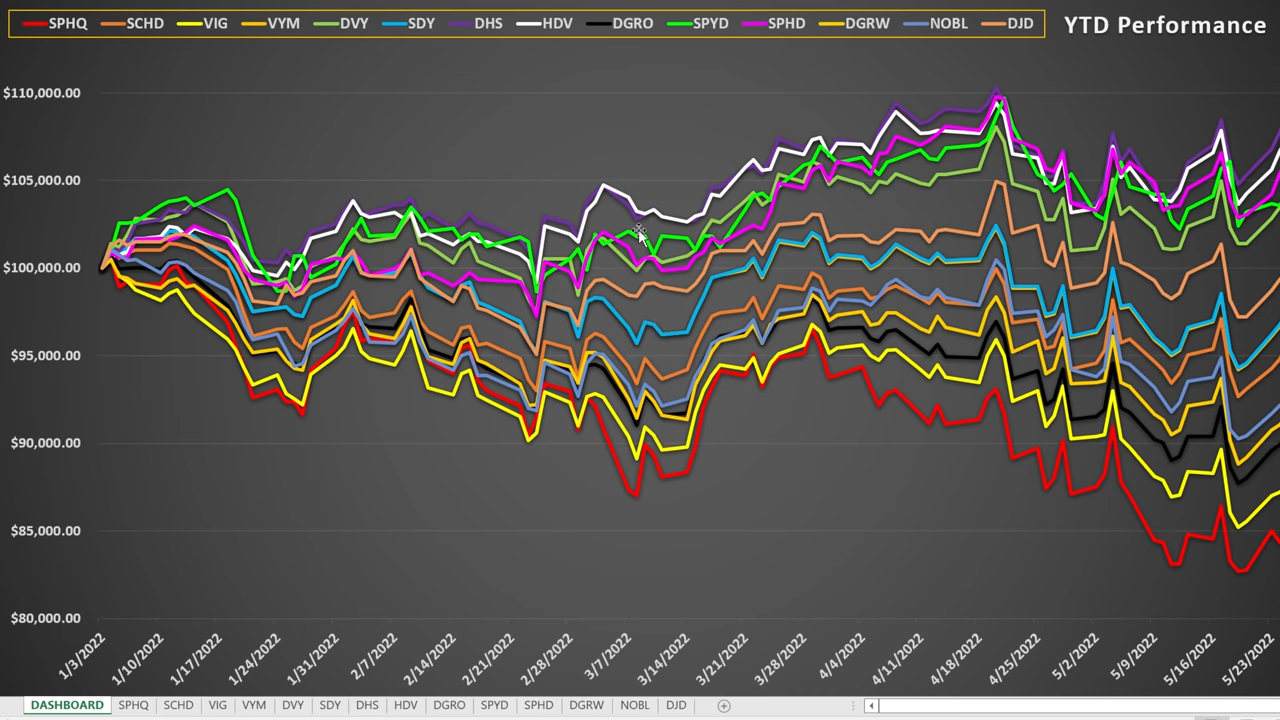 SPHQ SCHD VIG VYM DVY SDY DHS HDV DGRO SPYD SPHD DGRW NOBL DJD
YTD Performance
$110,000.00
$105,000.00
$100,000.00
$95,000.00
$90,000.00
$85,000.00
$80,000.00
1/3/2022 1/10/2022 1/17/2022 1/24/2022 1/31/2022 2/7/2022 2/14/2022 2/21/2022 2/28/2022 3/7/2022 3/14/2022 3/21/2022 3/28/2022 4/4/2022 4/11/2022 4/18/2022 4/25/2022 5/2/2022 5/9/2022 5/16/2022 5/23/2022
DASHBOARD SPHQ SCHD VIG VYM DVY SDY DHS HDV DGRO SPYD SPHD DGRW NOBL DJD